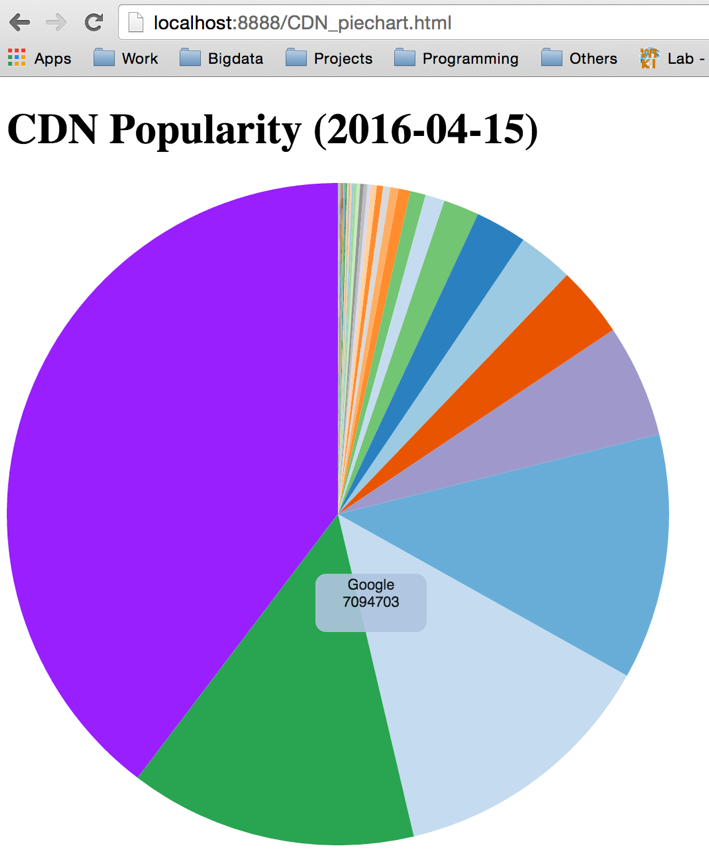 localhost:8888/CDN_piechart.html
Apps Work Bigdata Projects Programming Others Lab -
CDN Popularity (2016-04-15)
Google
7094703